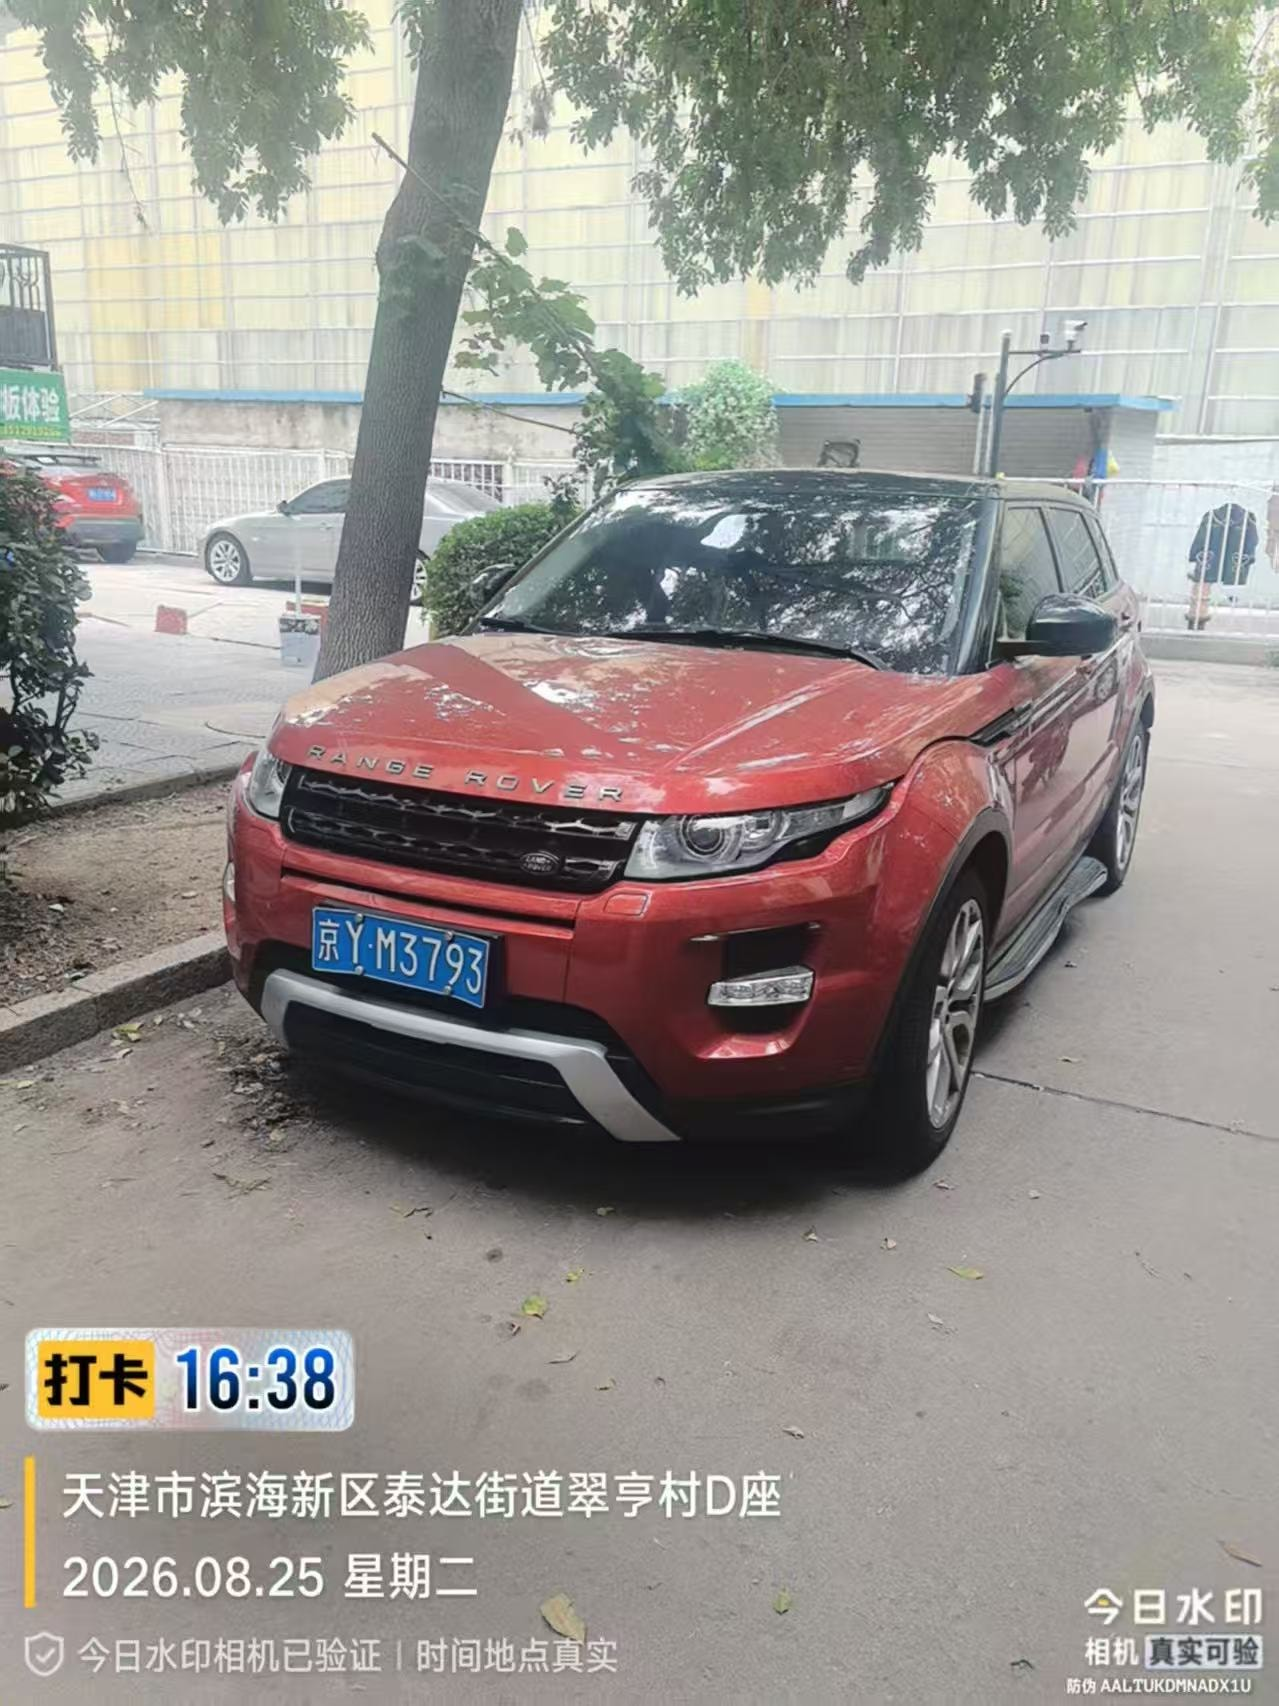 板体验
RANGE ROVER
LAND ROVER
京Y·M3793
打卡 16:38
天津市滨海新区泰达街道翠亨村D座
2026.08.25 星期二
今日水印相机已验证 | 时间地点真实
今日水印
相机 真实可验
防伪 AALTUKDMNADX1U